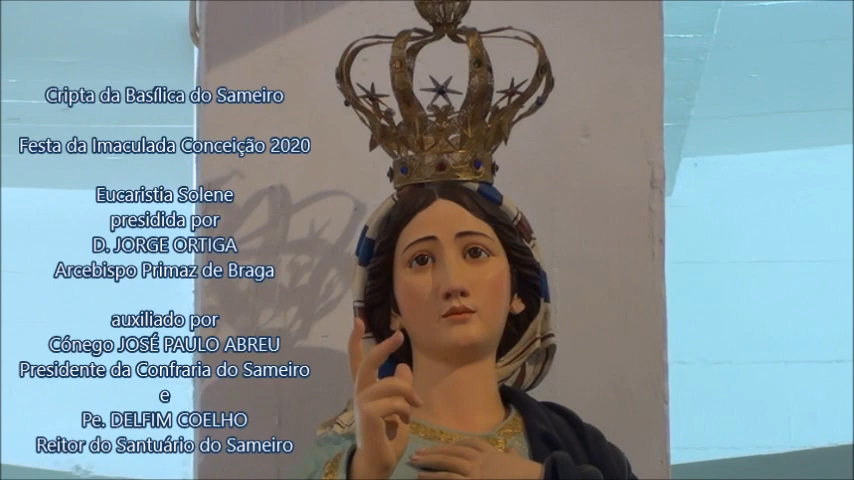 Cripta da Basílica do Sameiro
Festa da Imaculada Conceição 2020
Eucaristia Solene
presidida por
D. JORGE ORTIGA
Arcebispo Primaz de Braga
auxiliado por
Cónego JOSÉ PAULO ABREU
Presidente da Confraria do Sameiro
e
Pe. DELFIM COELHO
Reitor do Santuário do Sameiro